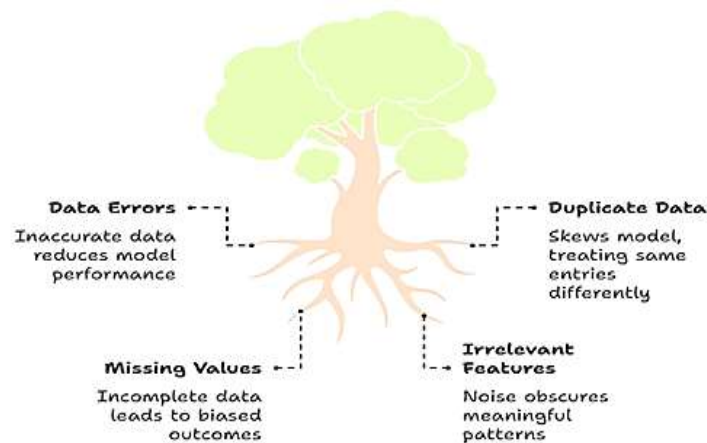 Data Errors
Inaccurate data
reduces model
performance
Duplicate Data
Skews model,
treating same
entries
differently
Missing Values
Incomplete data
leads to biased
outcomes
Irrelevant
Features
Noise obscures
meaningful
patterns